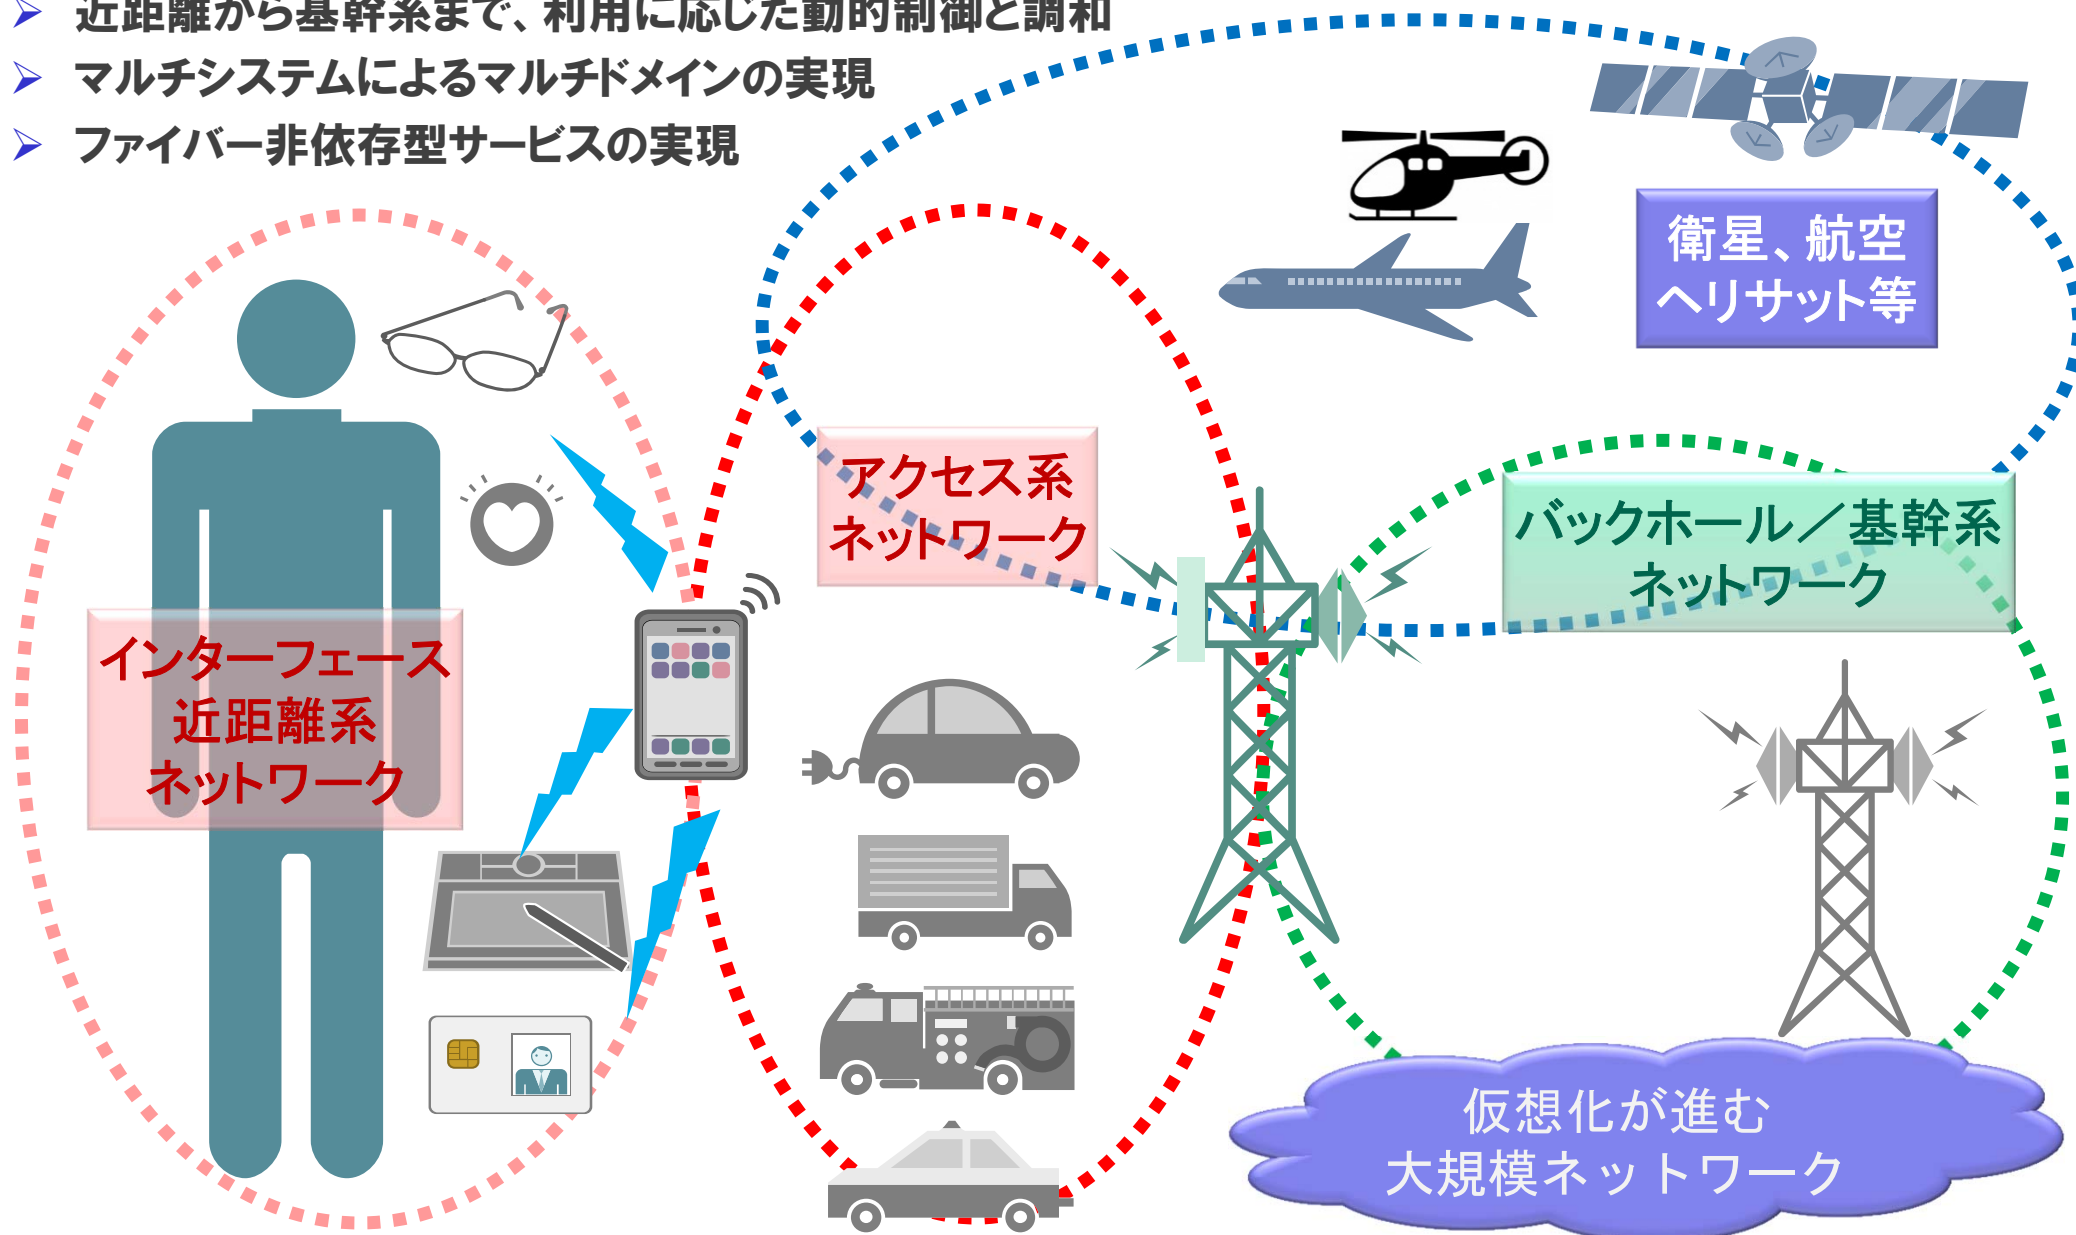 近距離から基幹系まで、利用に応じた動的制御と調和
マルチシステムによるマルチドメインの実現
ファイバー非依存型サービスの実現
衛星、航空
ヘリサット等
アクセス系
ネットワーク
バックホール／基幹系
ネットワーク
インターフェース
近距離系
ネットワーク
仮想化が進む
大規模ネットワーク